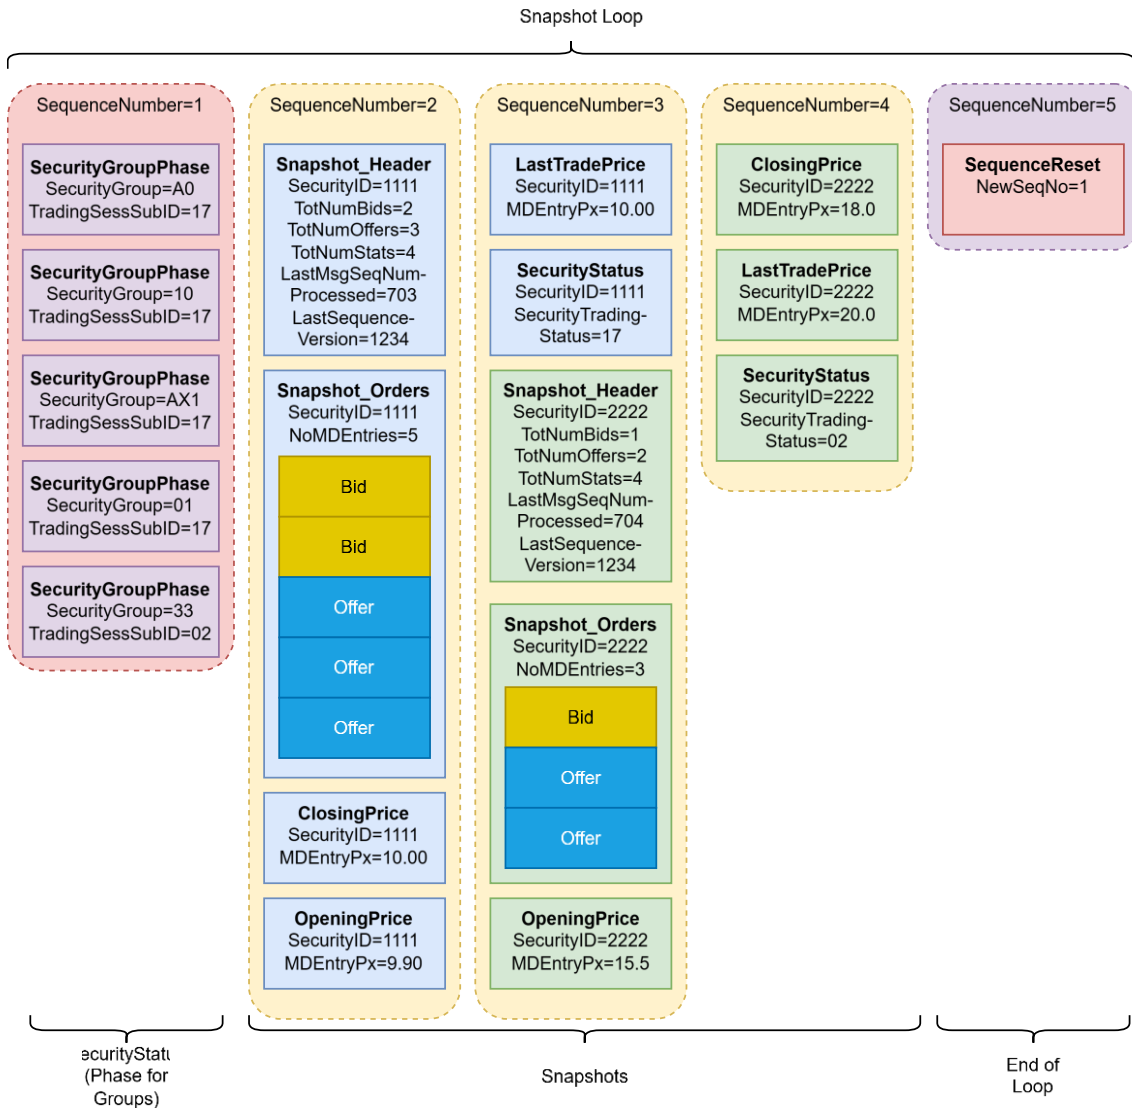 Snapshot Loop
SequenceNumber=1
SecurityGroupPhase
SecurityGroup=A0
TradingSessSubID=17
SecurityGroupPhase
SecurityGroup=10
TradingSessSubID=17
SecurityGroupPhase
SecurityGroup=AX1
TradingSessSubID=17
SecurityGroupPhase
SecurityGroup=01
TradingSessSubID=17
SecurityGroupPhase
SecurityGroup=33
TradingSessSubID=02
SequenceNumber=2
Snapshot_Header
SecurityID=1111
TotNumBids=2
TotNumOffers=3
TotNumStats=4
LastMsgSeqNum-
Processed=703
LastSequence-
Version=1234
Snapshot_Orders
SecurityID=1111
NoMDEntries=5
Bid
Bid
Offer
Offer
Offer
ClosingPrice
SecurityID=1111
MDEntryPx=10.00
OpeningPrice
SecurityID=1111
MDEntryPx=9.90
SequenceNumber=3
LastTradePrice
SecurityID=1111
MDEntryPx=10.00
SecurityStatus
SecurityID=1111
SecurityTrading-
Status=17
Snapshot_Header
SecurityID=2222
TotNumBids=1
TotNumOffers=2
TotNumStats=4
LastMsgSeqNum-
Processed=704
LastSequence-
Version=1234
Snapshot_Orders
SecurityID=2222
NoMDEntries=3
Bid
Offer
Offer
OpeningPrice
SecurityID=2222
MDEntryPx=15.5
SequenceNumber=4
ClosingPrice
SecurityID=2222
MDEntryPx=18.0
LastTradePrice
SecurityID=2222
MDEntryPx=20.0
SecurityStatus
SecurityID=2222
SecurityTrading-
Status=02
SequenceNumber=5
SequenceReset
NewSeqNo=1
ecurityStatu
(Phase for
Groups)
Snapshots
End of
Loop